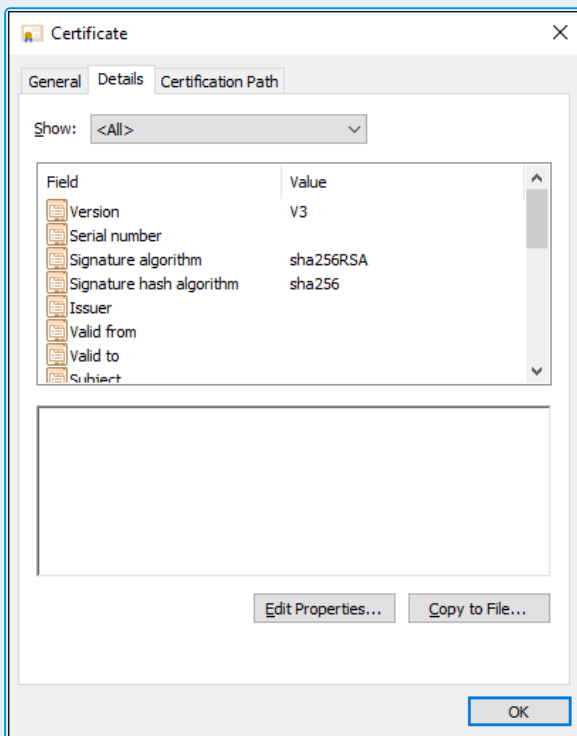 Certificate
General Details Certification Path
Show: <All>
Field Value
Version V3
Serial number
Signature algorithm sha256RSA
Signature hash algorithm sha256
Issuer
Valid from
Valid to
Subject
Edit Properties... Copy to File...
OK